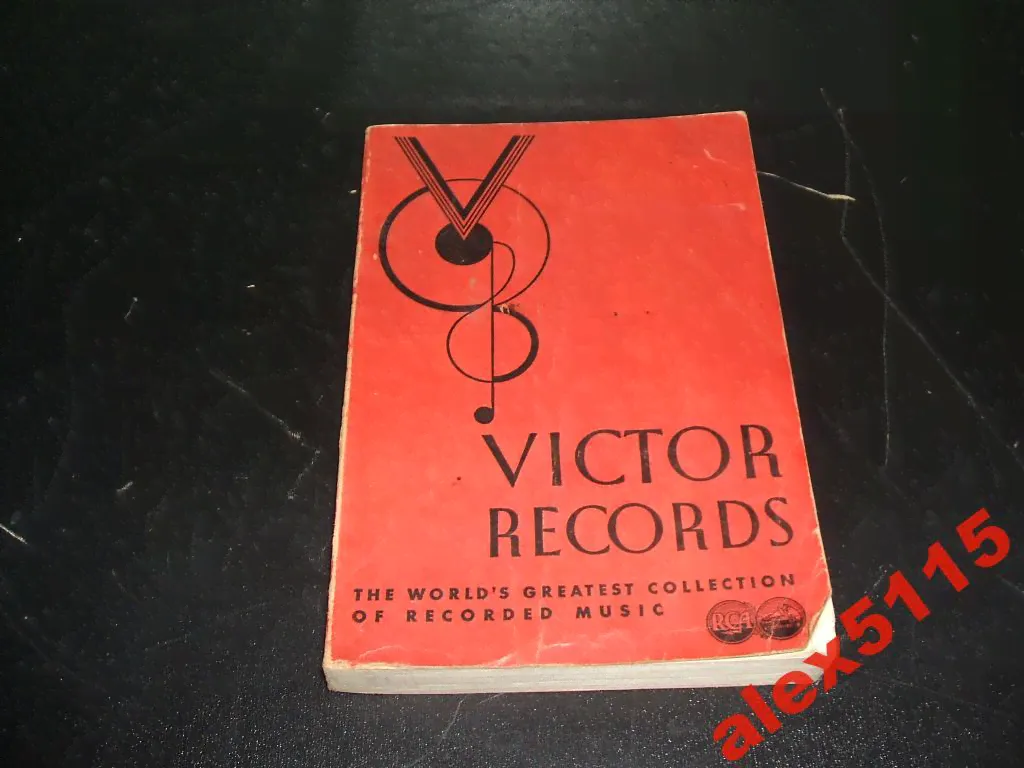 V
VICTOR
RECORDS
THE WORLD'S GREATEST COLLECTION
OF RECORDED MUSIC
RCA
alex5115